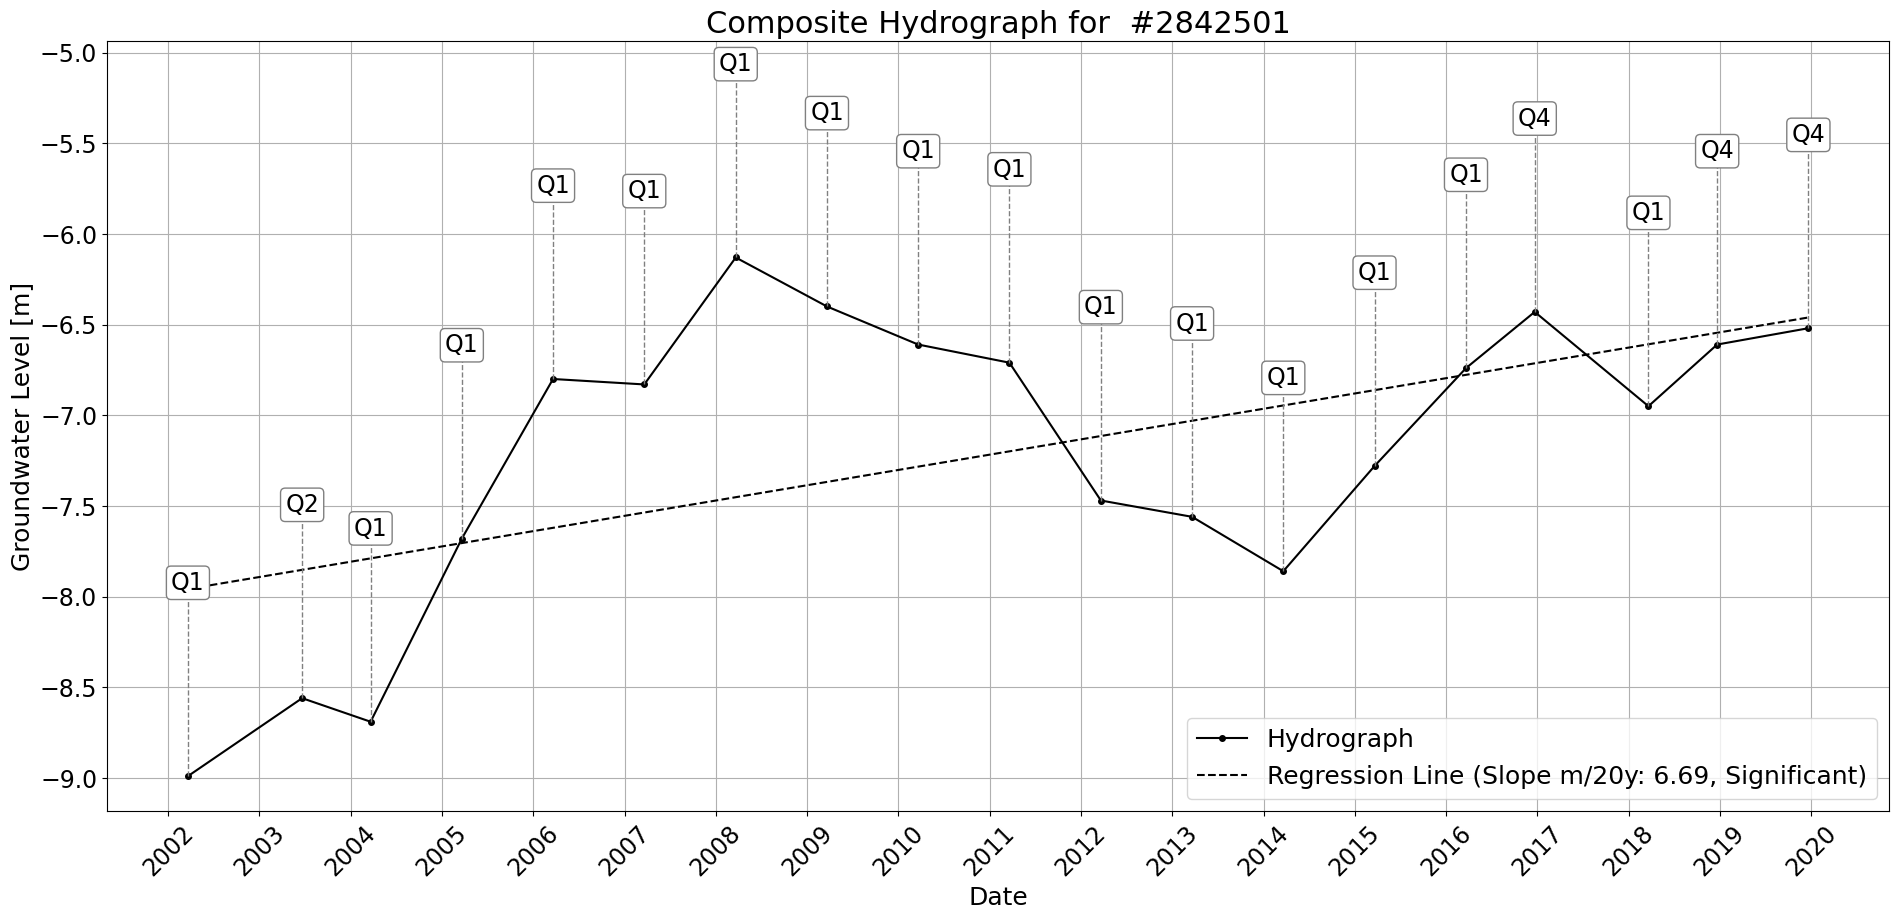 Composite Hydrograph for  #2842501
Groundwater Level [m]
−5.0
−5.5
−6.0
−6.5
−7.0
−7.5
−8.0
−8.5
−9.0
Q1
Q2
Q1
Q1
Q1
Q1
Q1
Q1
Q1
Q1
Q1
Q1
Q1
Q1
Q1
Q4
Q1
Q4
Q4
Hydrograph
Regression Line (Slope m/20y: 6.69, Significant)
2002
2003
2004
2005
2006
2007
2008
2009
2010
2011
2012
2013
2014
2015
2016
2017
2018
2019
2020
Date